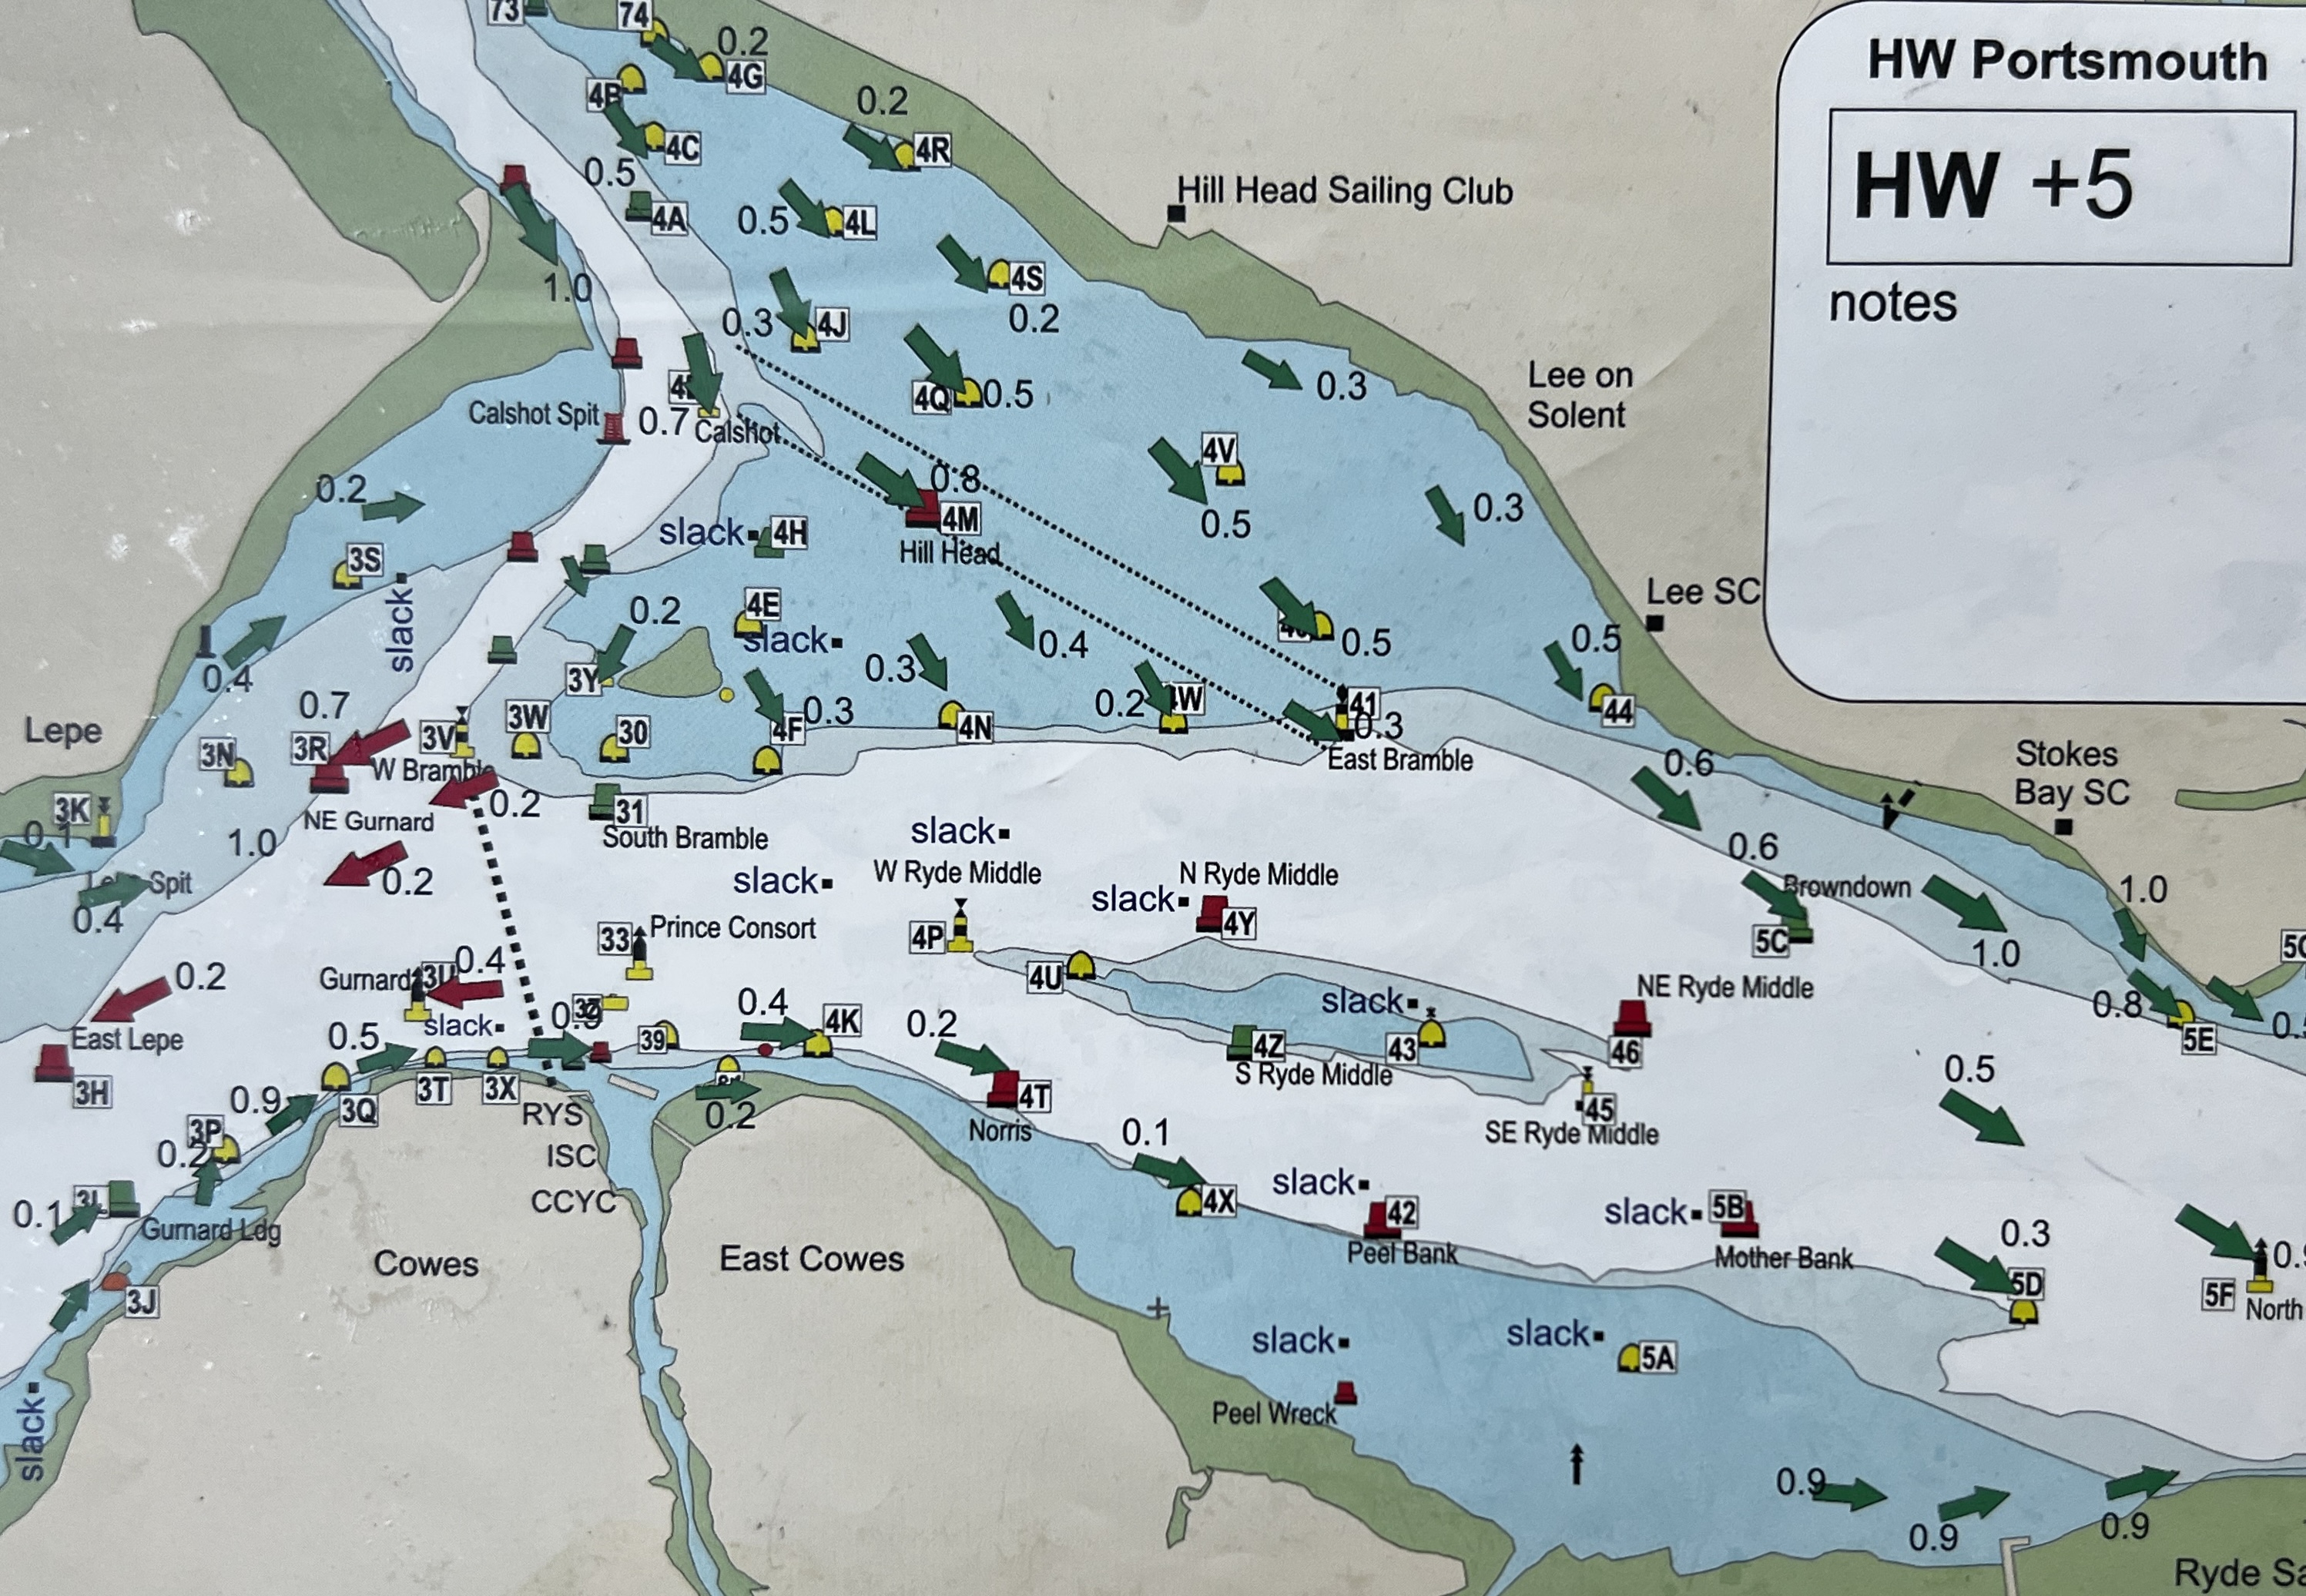 73
74
0.2
4G
4B
4C
0.5
4A
0.2
4R
0.5
4L
1.0
4S
0.2
0.3
4J
4Q
0.5
Hill Head Sailing Club
HW Portsmouth
HW +5
notes
0.3
Lee on
Solent
Calshot Spit
0.7
Calshot
0.2
0.8
4M
Hill Head
slack
4H
4V
0.5
0.3
3S
slack
4E
slack
0.2
0.4
0.3
0.4
0.5
Lee SC
0.5
44
Lepe
0.7
3N
3R
3V
W Bramble
3W
3Y
30
4F
0.3
4N
0.2
4W
41
0.3
East Bramble
0.6
Stokes
Bay SC
3K
0.1
NE Gurnard
0.2
31
South Bramble
1.0
0.2
Spit
0.4
slack
slack
W Ryde Middle
slack
N Ryde Middle
4Y
0.6
Browndown
5C
1.0
1.0
33
Prince Consort
4P
4U
0.2
East Lepe
3H
Gurnard
3U
0.4
slack
0.5
3T
3X
3Q
39
0.4
4K
0.2
4T
Norris
slack
43
4Z
S Ryde Middle
NE Ryde Middle
46
45
SE Ryde Middle
0.8
5E
0.5
0.9
3P
0.2
RYS
ISC
CCYC
0.2
0.1
4X
slack
42
Peel Bank
slack
5B
Mother Bank
0.3
5D
5F
North
0.1
3L
Gurnard Ldg
3J
Cowes
East Cowes
slack
Peel Wreck
slack
5A
slack
0.9
0.9
0.9
Ryde